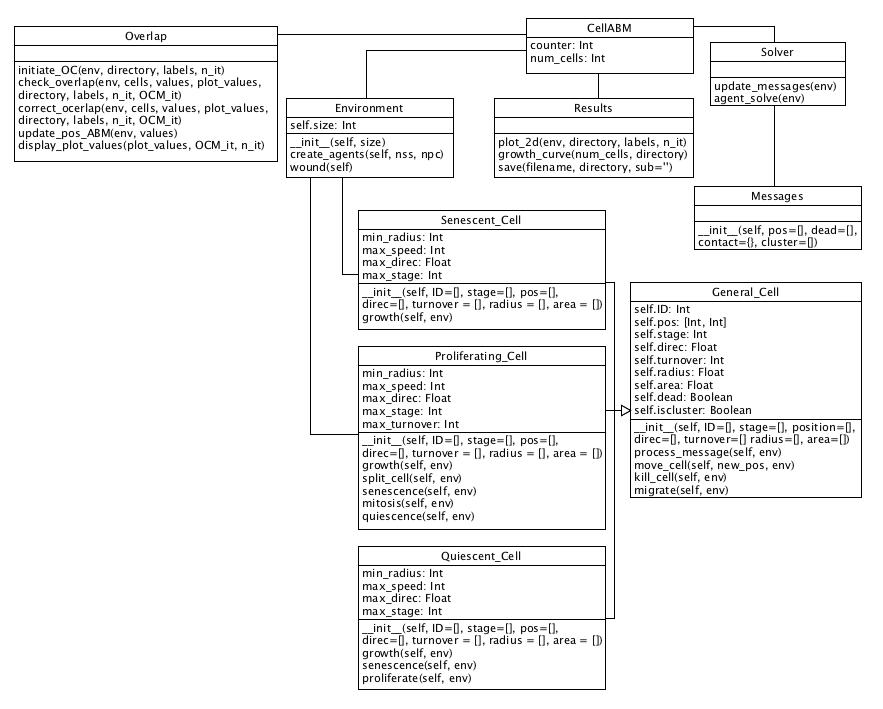 Overlap
initiate_OC(env, directory, labels, n_it)
check_overlap(env, cells, values, plot_values,
directory, labels, n_it, OCM_it)
correct_ocerlap(env, cells, values, plot_values,
directory, labels, n_it, OCM_it)
update_pos_ABM(env, values)
display_plot_values(plot_values, OCM_it, n_it)
CellABM
counter: Int
num_cells: Int
Solver
update_messages(env)
agent_solve(env)
Environment
self.size: Int
__init__(self, size)
create_agents(self, nss, npc)
wound(self)
Results
plot_2d(env, directory, labels, n_it)
growth_curve(num_cells, directory)
save(filename, directory, sub='')
Messages
__init__(self, pos=[], dead=[],
contact={}, cluster=[])
Senescent_Cell
min_radius: Int
max_speed: Int
max_direc: Float
max_stage: Int
__init__(self, ID=[], stage=[], pos=[],
direc=[], turnover = [], radius = [], area = [])
growth(self, env)
General_Cell
self.ID: Int
self.pos: [Int, Int]
self.stage: Int
self.direc: Float
self.turnover: Int
self.radius: Float
self.area: Float
self.dead: Boolean
self.iscluster: Boolean
__init__(self, ID=[], stage=[], position=[],
direc=[], turnover=[] radius=[], area=[])
process_message(self, env)
move_cell(self, new_pos, env)
kill_cell(self, env)
migrate(self, env)
Proliferating_Cell
min_radius: Int
max_speed: Int
max_direc: Float
max_stage: Int
max_turnover: Int
__init__(self, ID=[], stage=[], pos=[],
direc=[], turnover = [], radius = [], area = [])
growth(self, env)
split_cell(self, env)
senescence(self, env)
mitosis(self, env)
quiescence(self, env)
Quiescent_Cell
min_radius: Int
max_speed: Int
max_direc: Float
max_stage: Int
__init__(self, ID=[], stage=[], pos=[],
direc=[], turnover = [], radius = [], area = [])
growth(self, env)
senescence(self, env)
proliferate(self, env)